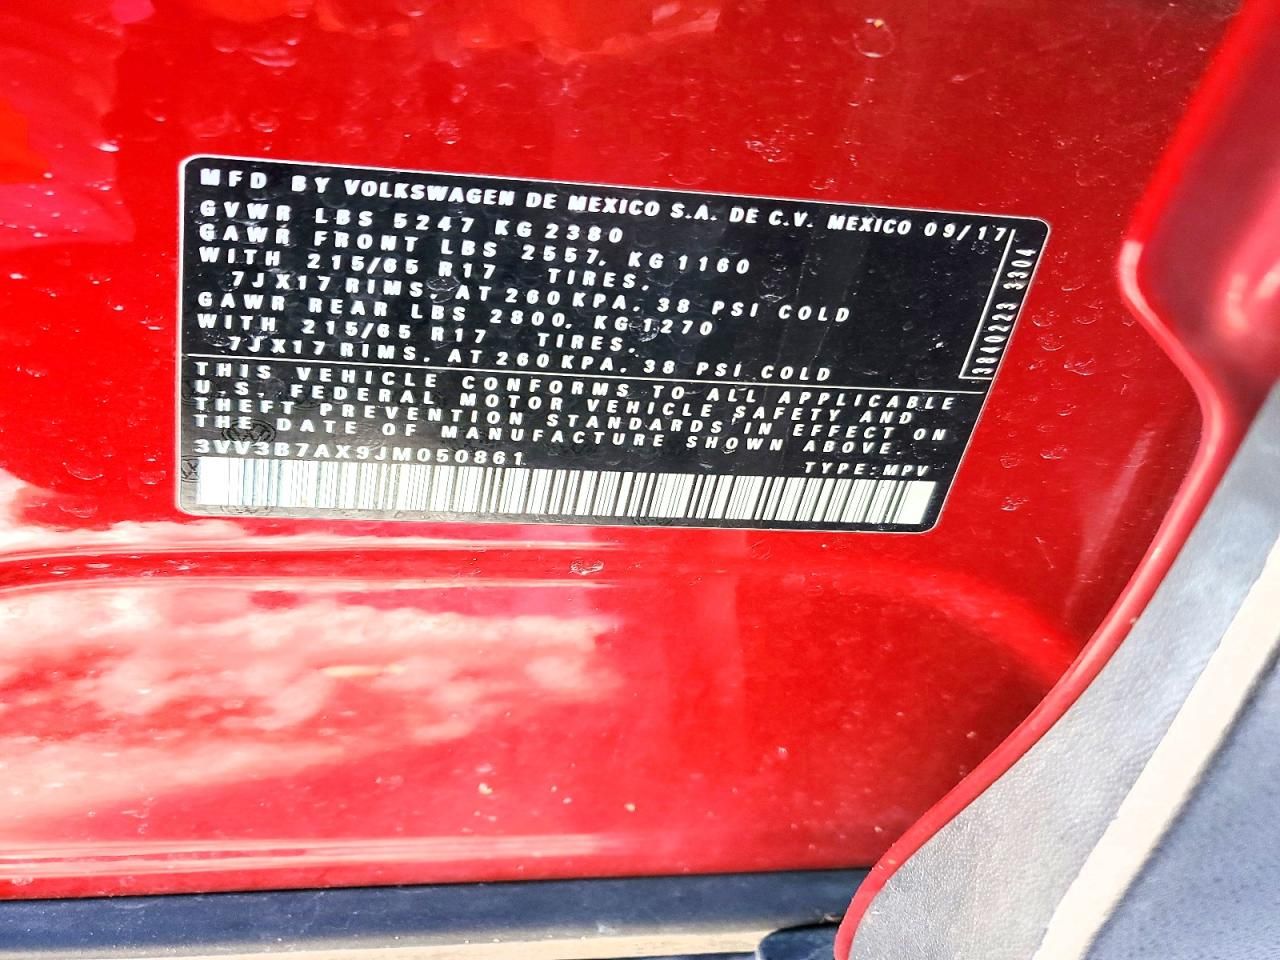 MFD BY VOLKSWAGEN DE MEXICO S.A. DE C.V. MEXICO 09/17
GVWR LBS 5247 KG 2380
GAWR FRONT LBS 2557, KG 1160
WITH 215/65 R17 TIRES,
7JX17 RIMS, AT 260 KPA, 38 PSI COLD
GAWR REAR LBS 2800, KG 1270
WITH 215/65 R17 TIRES,
7JX17 RIMS, AT 260 KPA, 38 PSI COLD
THIS VEHICLE CONFORMS TO ALL APPLICABLE
U.S. FEDERAL MOTOR VEHICLE SAFETY AND
THEFT PREVENTION STANDARDS IN EFFECT ON
THE DATE OF MANUFACTURE SHOWN ABOVE.
3VV3B7AX9JM050861 TYPE: MPV
3840223 3304